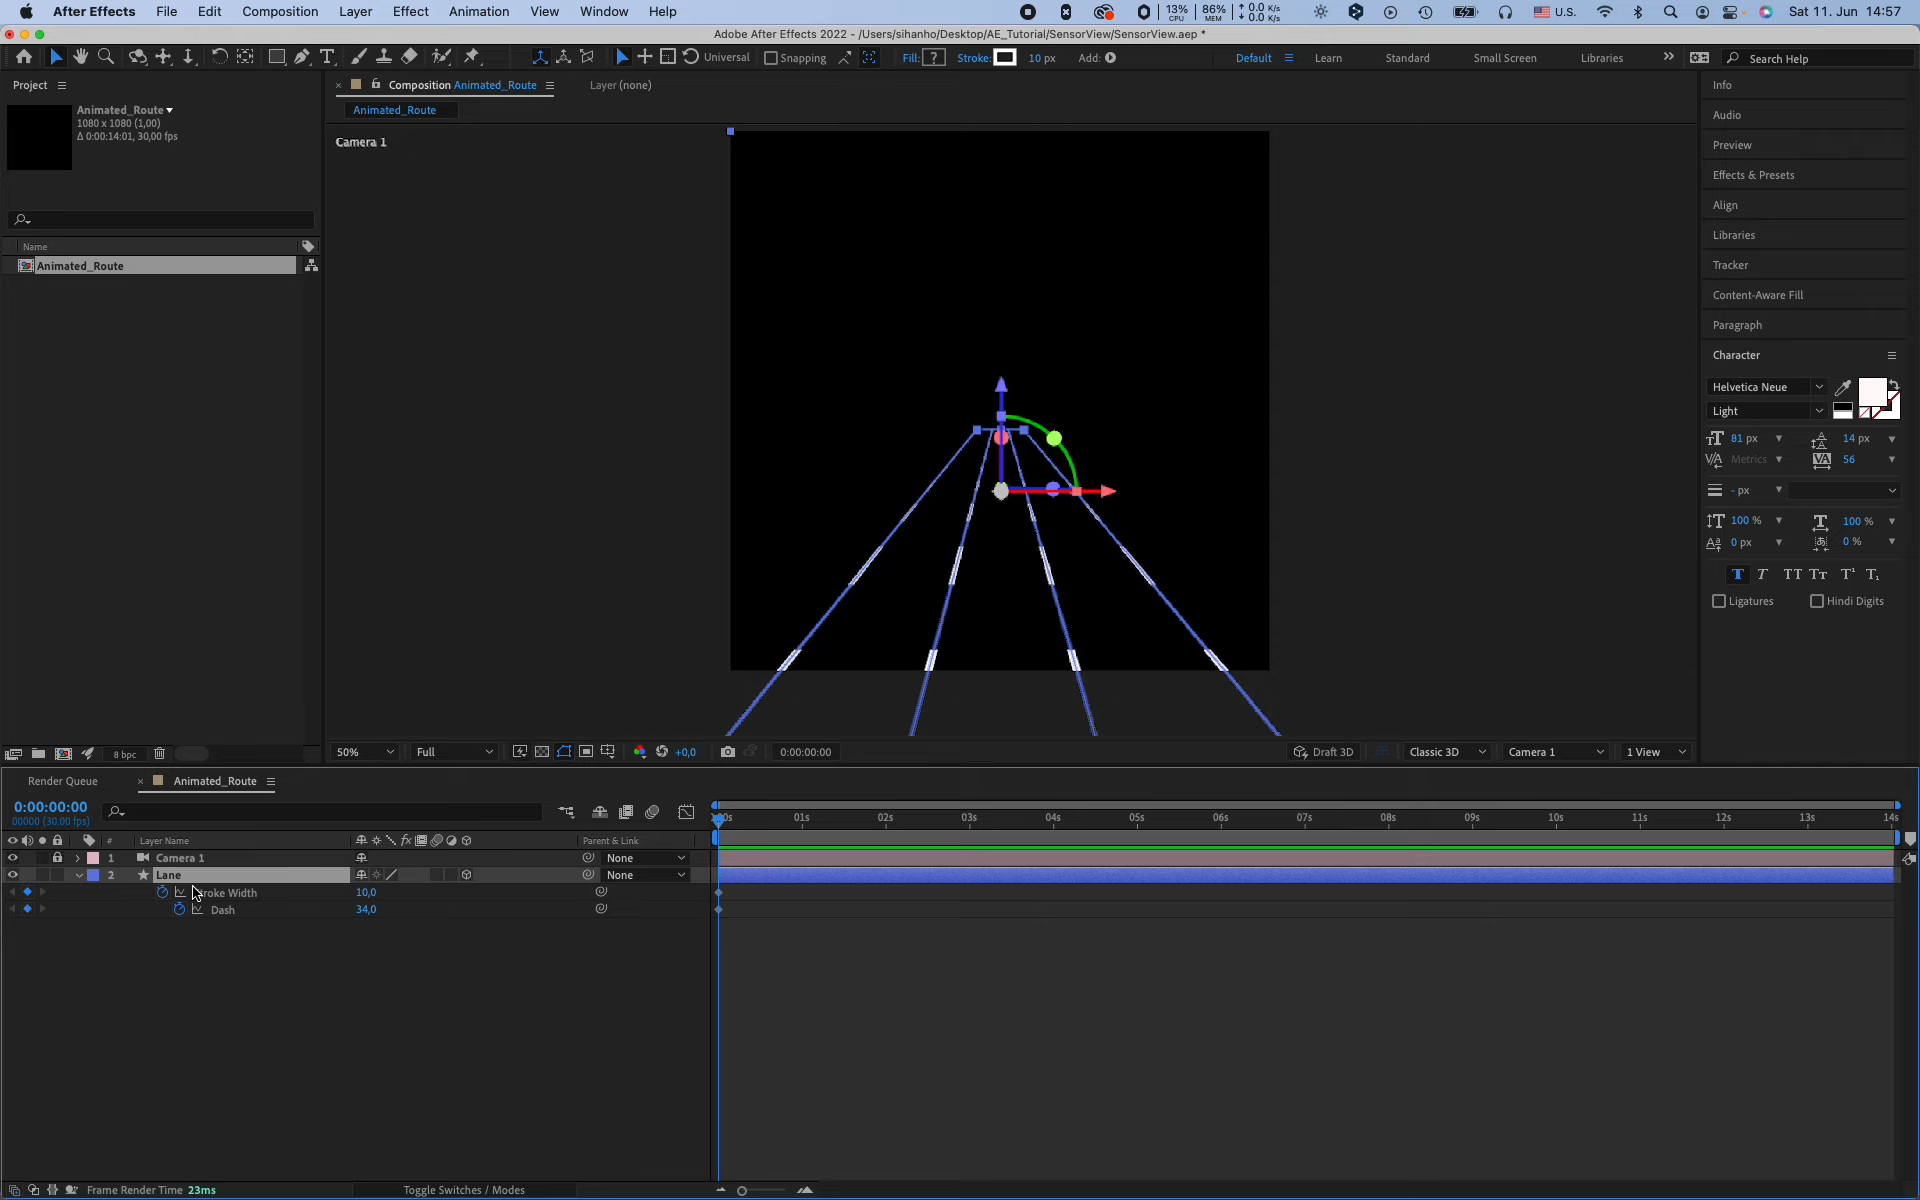 After Effects File Edit Composition Layer Effect Animation View Window Help
13% CPU 86% MEM 0.0 K/s 0.0 K/s U.S. Sat 11. Jun 14:57
Adobe After Effects 2022 - /Users/sihanho/Desktop/AE_Tutorial/SensorView/SensorView.aep *
Universal Snapping Fill: ? Stroke: 10 px Add: Default Learn Standard Small Screen Libraries Search Help
Project
Animated_Route
1080 x 1080 (1,00)
Δ 0:00:14:01, 30,00 fps
Name
Animated_Route
8 bpc
Composition Animated_Route Layer (none)
Animated_Route
Camera 1
50% Full +0,0 0:00:00:00 Draft 3D Classic 3D Camera 1 1 View
Info
Audio
Preview
Effects & Presets
Align
Libraries
Tracker
Content-Aware Fill
Paragraph
Character
Helvetica Neue
Light
81 px 14 px
Metrics 56
- px
100 % 100 %
0 px 0 %
T T TT Tr T¹ T₁
Ligatures Hindi Digits
Render Queue Animated_Route
0:00:00:00
00000 (30.00 fps)
01s 02s 03s 04s 05s 06s 07s 08s 09s 10s 11s 12s 13s 14s
# Layer Name Parent & Link
1 Camera 1 None
2 Lane None
roke Width 10,0
Dash 34,0
Frame Render Time 23ms Toggle Switches / Modes